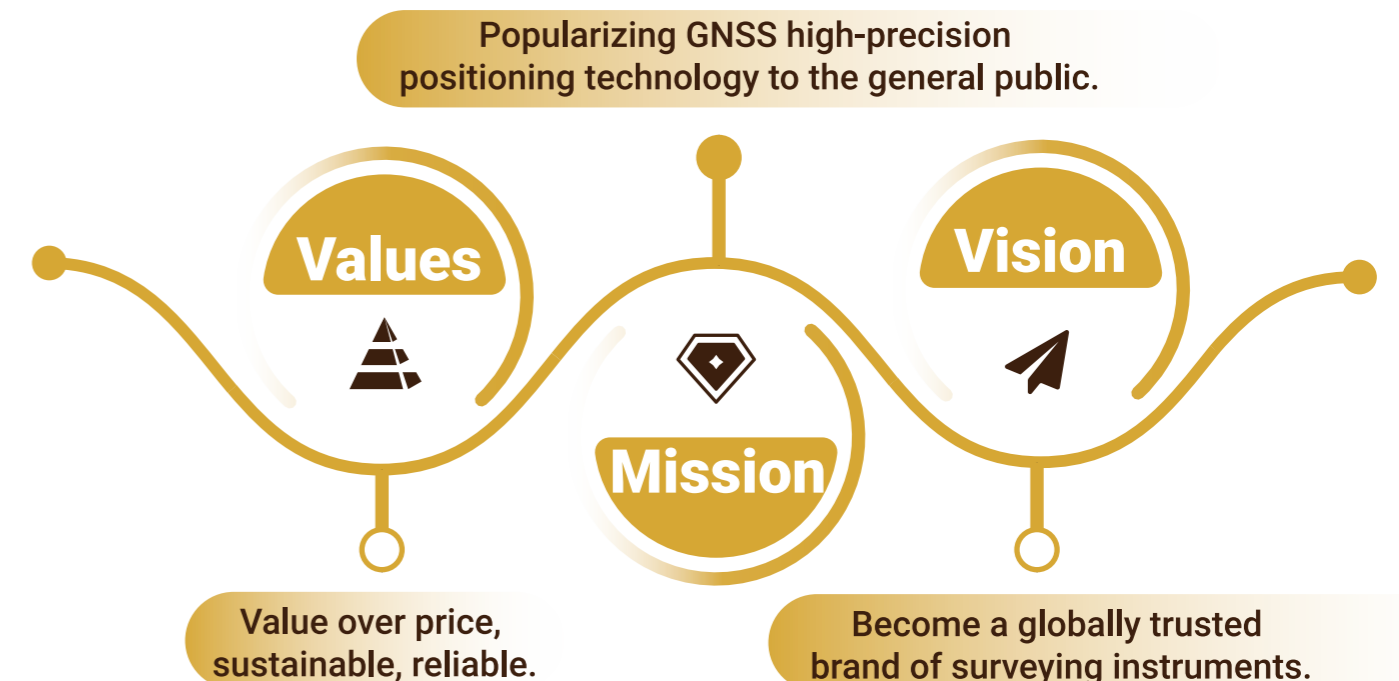 Popularizing GNSS high-precision
positioning technology to the general public.
Values
Mission
Vision
Value over price,
sustainable, reliable.
Become a globally trusted
brand of surveying instruments.